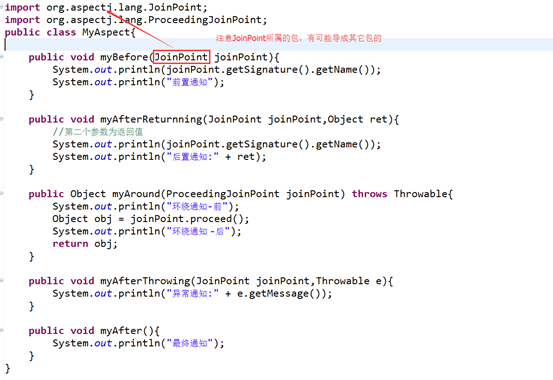 import org.aspectj.lang.JoinPoint;
import org.aspectj.lang.ProceedingJoinPoint;
public class MyAspect{
注意JoinPoint所属的包、有可能导成其它包的
public void myBefore(JoinPoint joinPoint){
System.out.println(joinPoint.getSignature().getName());
System.out.println("前置通知");
}
public void myAfterReturnning(JoinPoint joinPoint,Object ret){
//第二个参数为返回值
System.out.println(joinPoint.getSignature().getName());
System.out.println("后置通知:" + ret);
}
public Object myAround(ProceedingJoinPoint joinPoint) throws Throwable{
System.out.println("环绕通知-前");
Object obj = joinPoint.proceed();
System.out.println("环绕通知 -后");
return obj;
}
public void myAfterThrowing(JoinPoint joinPoint,Throwable e){
System.out.println("异常通知:" + e.getMessage());
}
public void myAfter(){
System.out.println("最终通知");
}
}